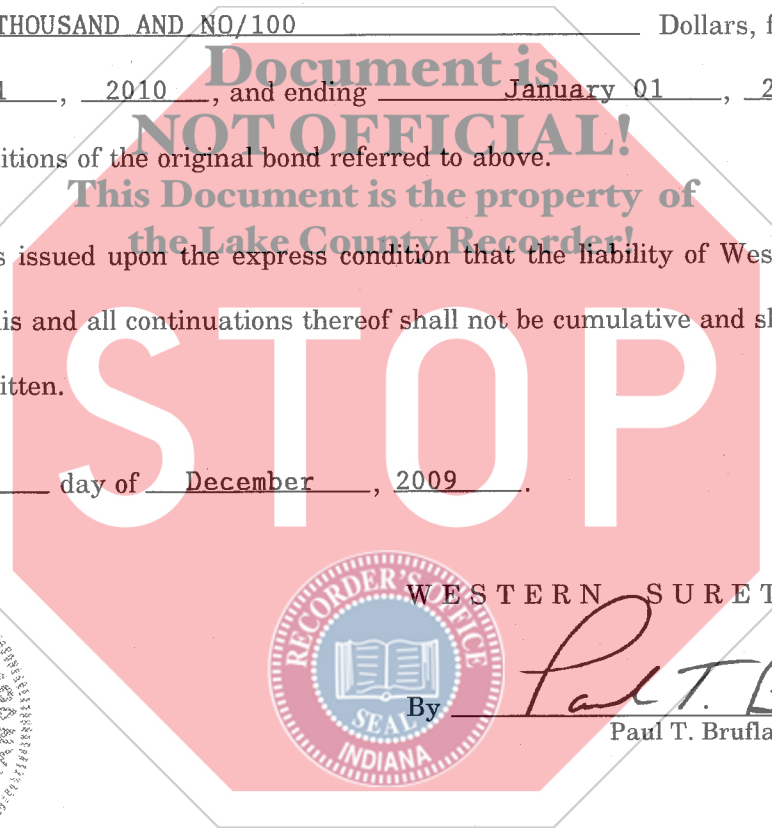 THOUSAND AND NO/100 Dollars, f
Document is
1, 2010, and ending January 01, 2
NOT OFFICIAL!
itions of the original bond referred to above.
This Document is the property of
the Lake County Recorder!
s issued upon the express condition that the liability of Wes
is and all continuations thereof shall not be cumulative and sh
STOP
itten.
day of December, 2009.
RECORDER'S OFFICE
SEAL
INDIANA
WESTERN SURET
By Paul T. B
Paul T. Brufla